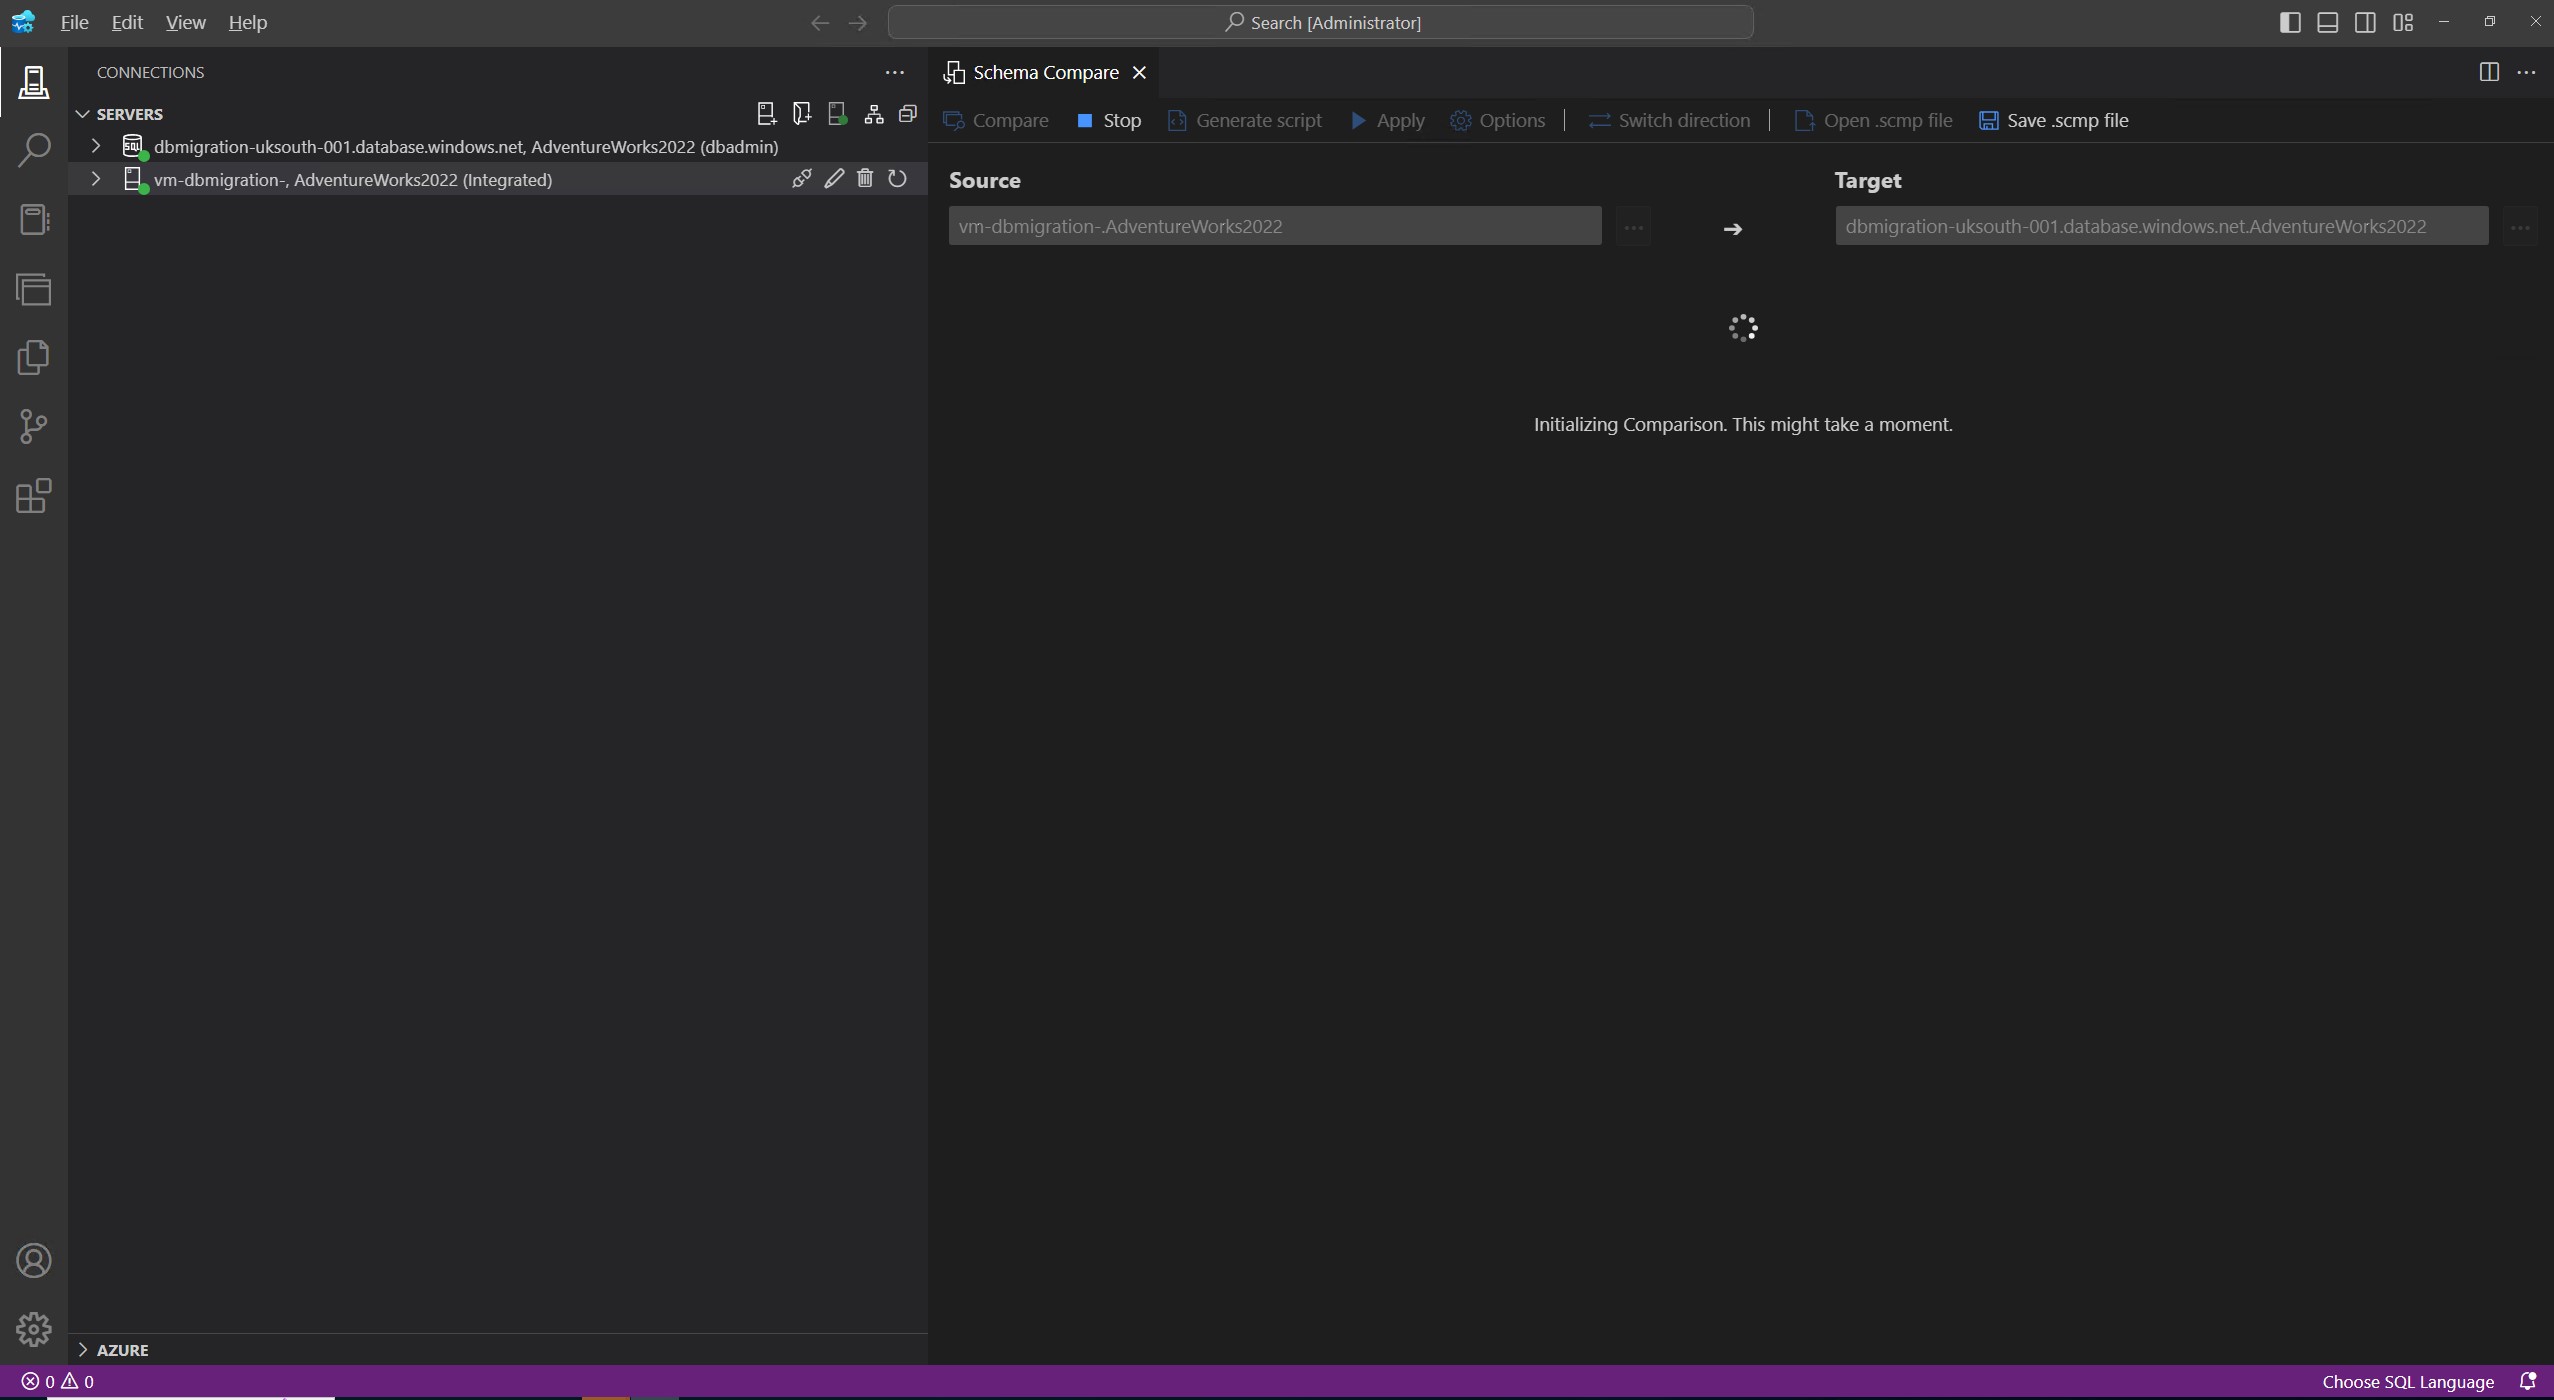 File Edit View Help
Search [Administrator]
CONNECTIONS
SERVERS
SQL dbmigration-uksouth-001.database.windows.net, AdventureWorks2022 (dbadmin)
vm-dbmigration-, AdventureWorks2022 (Integrated)
AZURE
Schema Compare
Compare Stop Generate script Apply Options Switch direction Open .scmp file Save .scmp file
Source Target
vm-dbmigration-.AdventureWorks2022 ... dbmigration-uksouth-001.database.windows.net.AdventureWorks2022 ...
Initializing Comparison. This might take a moment.
0 0 Choose SQL Language